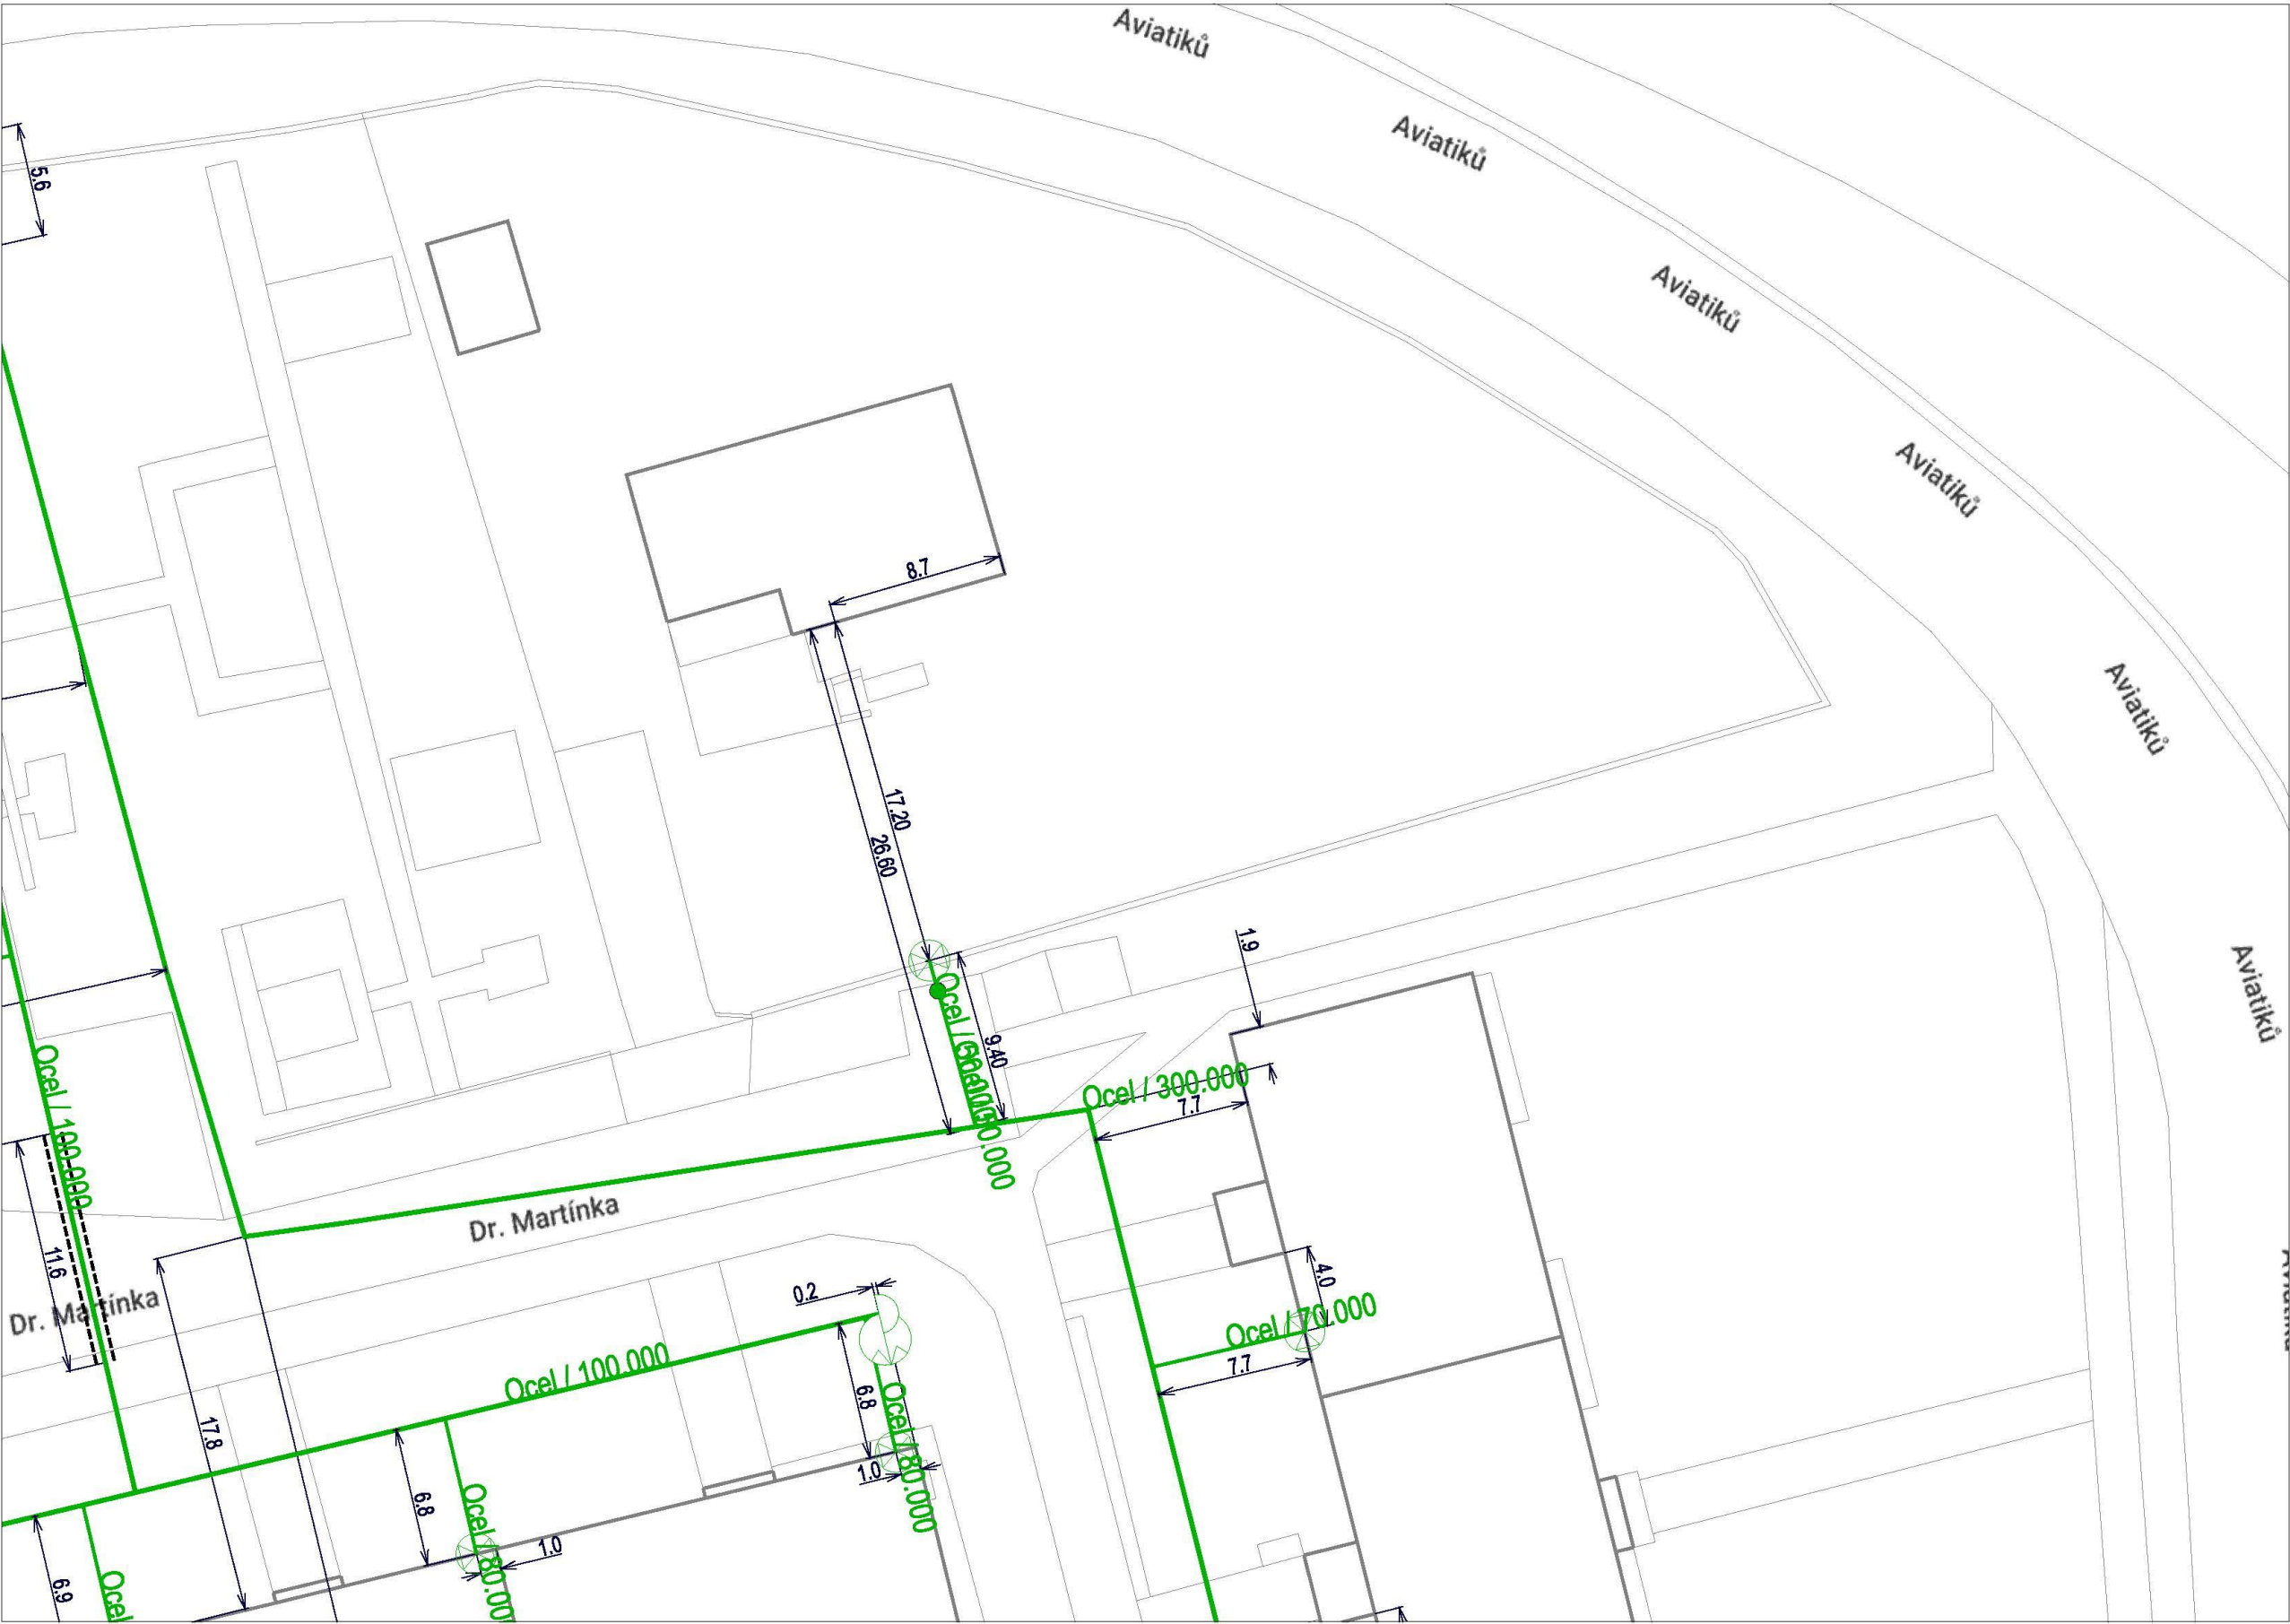 Aviatiků
Aviatiků
5.6
Aviatiků
Aviatiků
8.7
Aviatiků
17.20
26.60
1.9
Aviatiků
9.40
Ocel / 300.000
7.7
Ocel / 100.000
Dr. Martínka
11.6
4.0
0.2
Dr. Martínka
Ocel / 70.000
7.7
Ocel / 100.000
6.8
Ocel / 80.000
17.8
1.0
6.8
Ocel / 80.00
1.0
6.9
Ocel